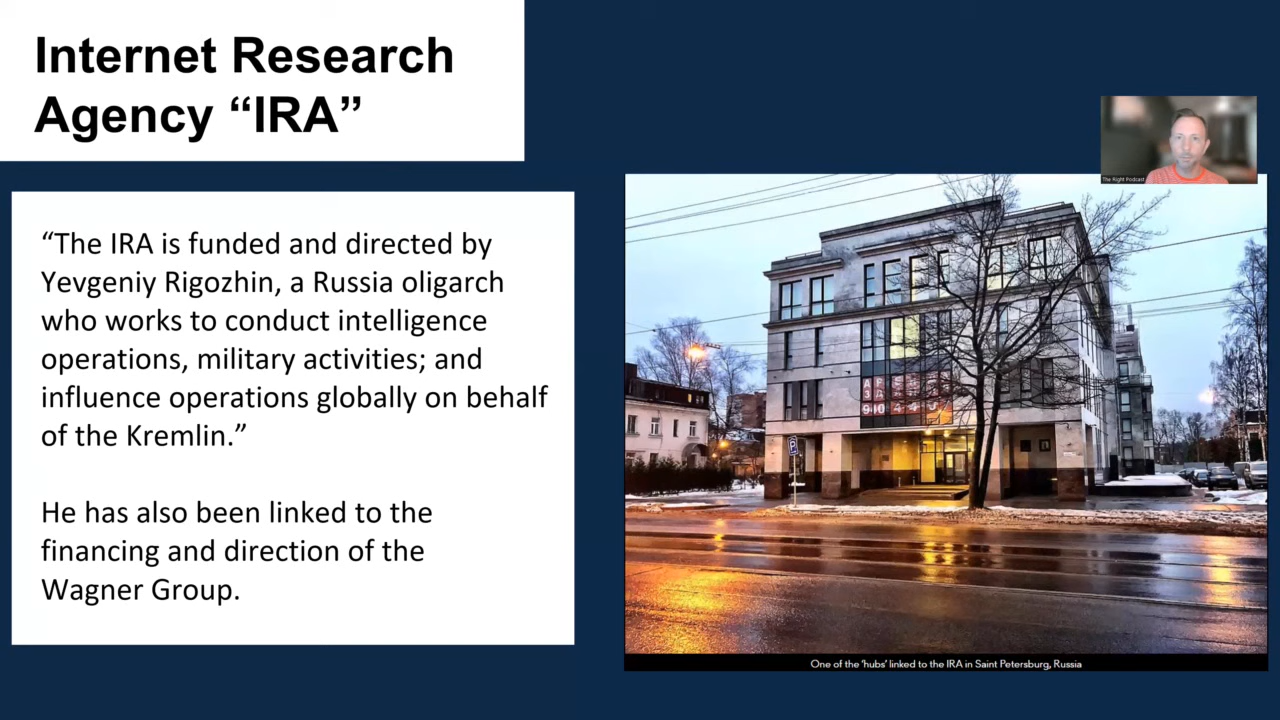 Internet Research
Agency “IRA”
The Right Podcast
“The IRA is funded and directed by
Yevgeniy Rigozhin, a Russia oligarch
who works to conduct intelligence
operations, military activities; and
influence operations globally on behalf
of the Kremlin.”
He has also been linked to the
financing and direction of the
Wagner Group.
P
One of the ‘hubs’ linked to the IRA in Saint Petersburg, Russia